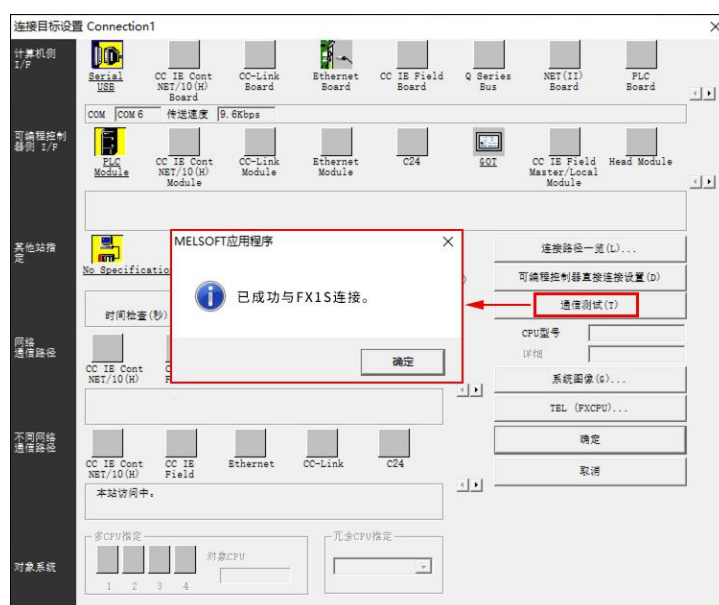 连接目标设置 Connection1
计算机侧
I/F
Serial
USB
CC IE Cont
NET/10(H)
Board
CC-Link
Board
Ethernet
Board
CC IE Field
Board
Q Series
Bus
NET(II)
Board
PLC
Board
COM COM 6 传送速度 9.6Kbps
可编程控制
器侧 I/F
PLC
Module
CC IE Cont
NET/10(H)
Module
CC-Link
Module
Ethernet
Module
C24
GOT
CC IE Field
Master/Local
Module
Head Module
其他站指
定
No Specificatio
时间检查(秒)
MELSOFT应用程序
已成功与FX1S连接。
确定
连接路径一览(L)...
可编程控制器直接连接设置(D)
通信测试(T)
CPU型号
详细
系统图像(G)...
TEL (FXCPU)...
确定
取消
网络
通信路径
CC IE Cont
NET/10(H)
不同网络
通信路径
CC IE Cont
NET/10(H)
CC IE
Field
Ethernet
CC-Link
C24
本站访问中。
对象系统
多CPU指定
1 2 3 4
对象CPU
冗余CPU指定